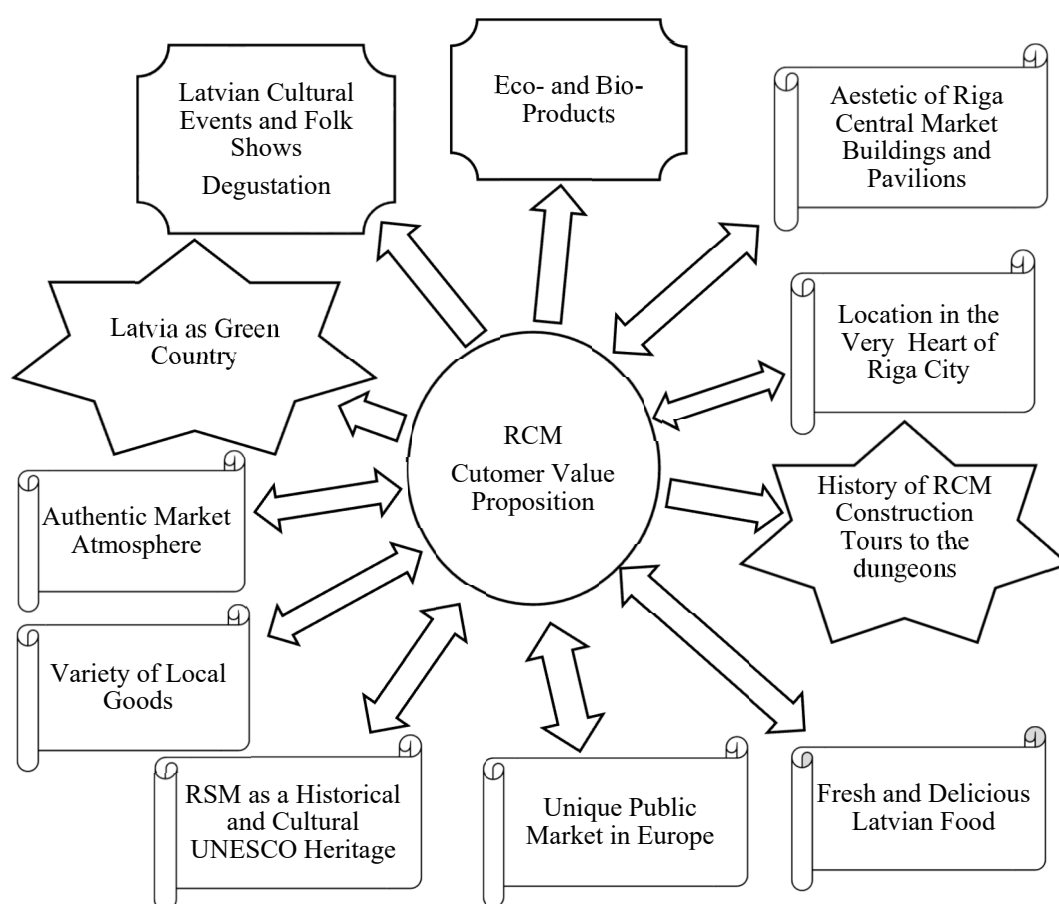 Latvian Cultural
Events and Folk
Shows
Degustation
Eco- and Bio-
Products
Aestetic of Riga
Central Market
Buildings and
Pavilions
Latvia as Green
Country
Location in the
Very Heart of
Riga City
RCM
Cutomer Value
Proposition
History of RCM
Construction
Tours to the
dungeons
Authentic Market
Atmosphere
Variety of Local
Goods
RSM as a Historical
and Cultural
UNESCO Heritage
Unique Public
Market in Europe
Fresh and Delicious
Latvian Food